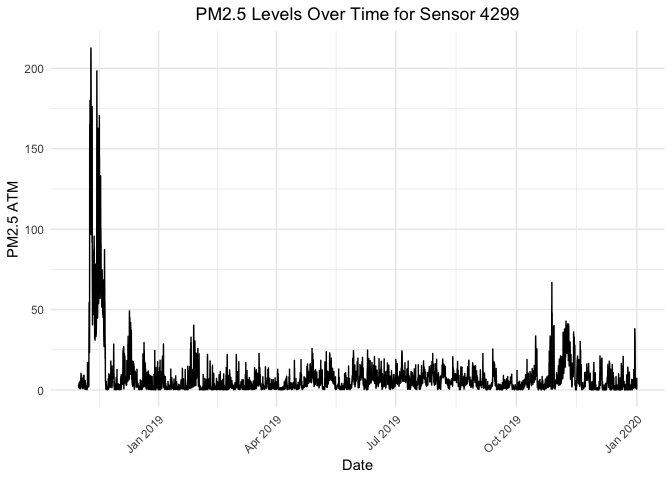 PM2.5 Levels Over Time for Sensor 4299
PM2.5 ATM
200
150
100
50
0
Jan 2019
Apr 2019
Jul 2019
Oct 2019
Jan 2020
Date